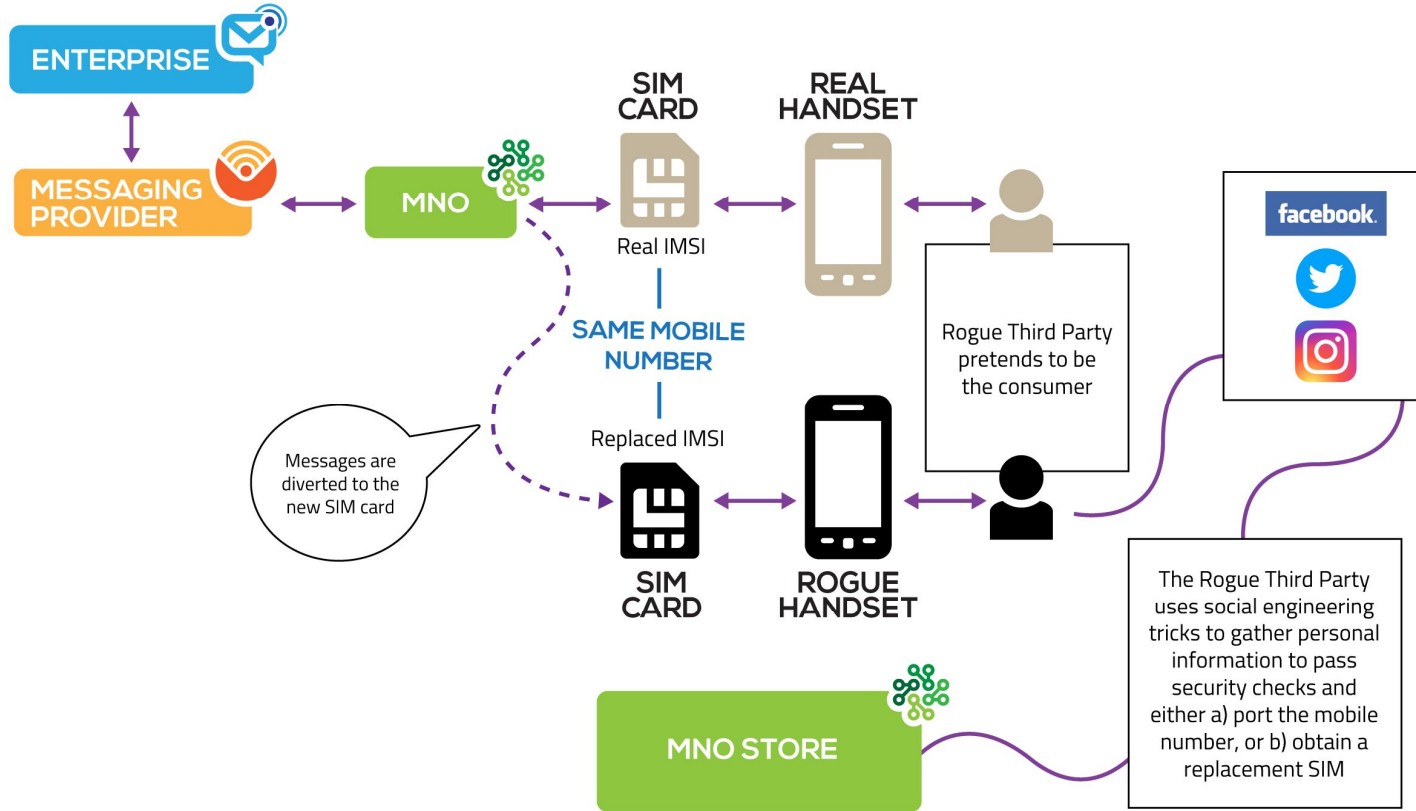 ENTERPRISE
MESSAGING
PROVIDER
MNO
SIM
CARD
Real IMSI
REAL
HANDSET
SAME MOBILE
NUMBER
Replaced IMSI
SIM
CARD
ROGUE
HANDSET
Messages are
diverted to the
new SIM card
Rogue Third Party
pretends to be
the consumer
facebook.
The Rogue Third Party
uses social engineering
tricks to gather personal
information to pass
security checks and
either a) port the mobile
number, or b) obtain a
replacement SIM
MNO STORE